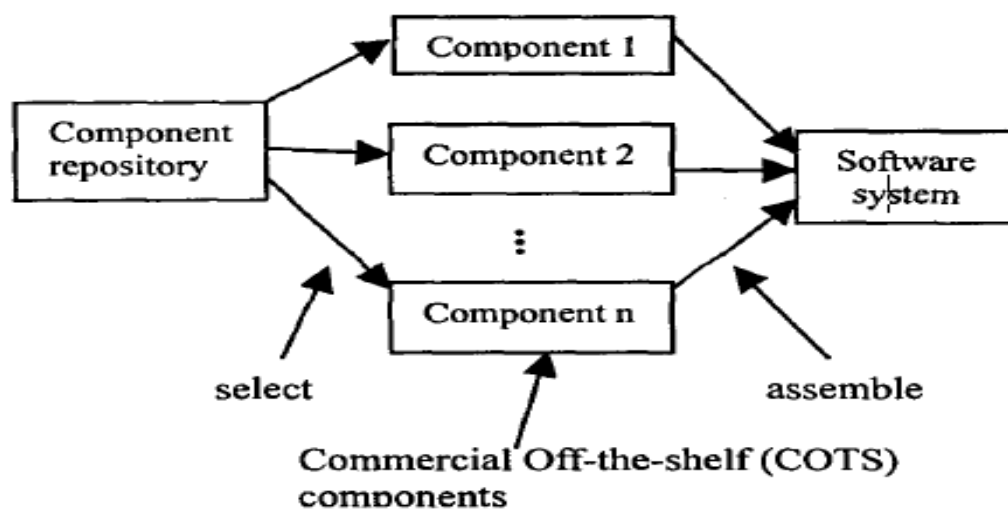 Component 1
Component
repository
Component 2
Software
system
Component n
select
assemble
Commercial Off-the-shelf (COTS)
components